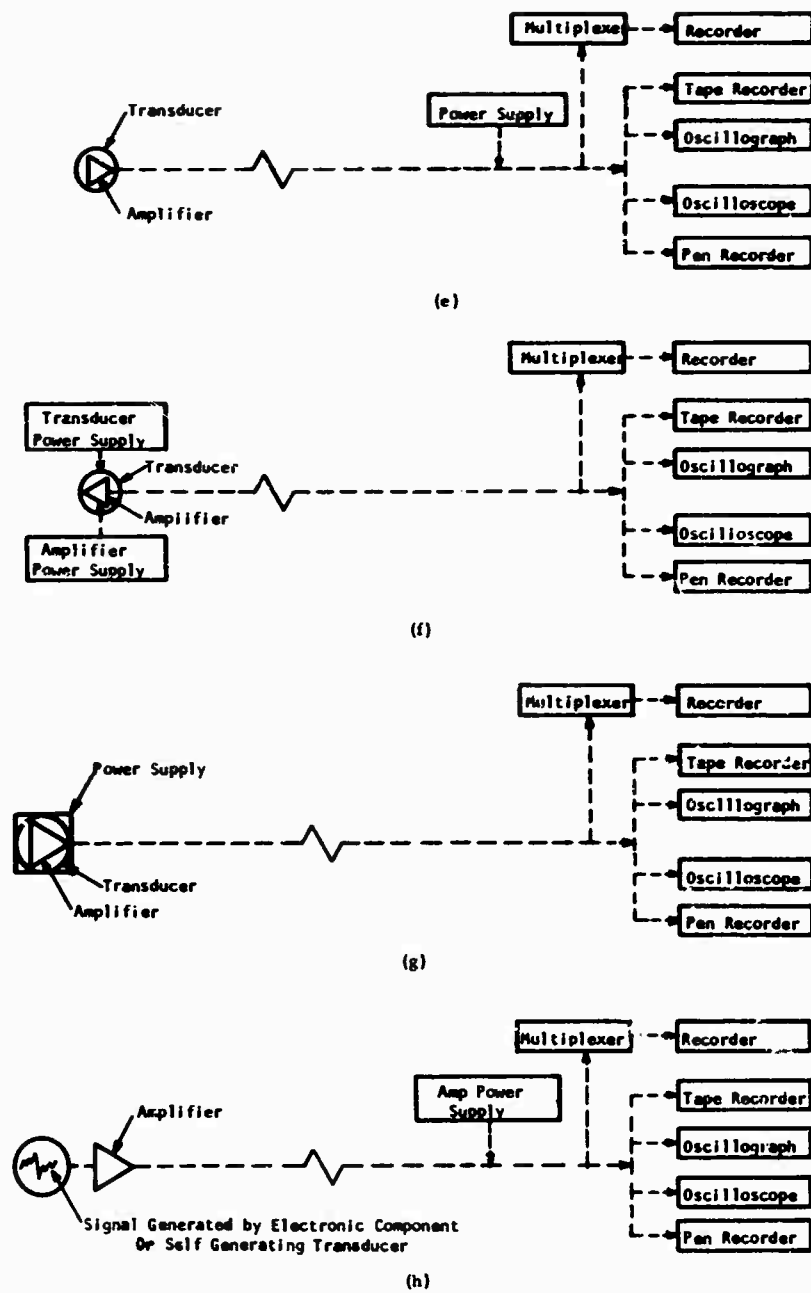 Multiplexer
Recorder
Tape Recorder
Power Supply
Transducer
Oscillograph
Amplifier
Oscilloscope
Pen Recorder
(e)
Multiplexer
Recorder
Transducer
Power Supply
Tape Recorder
Transducer
Oscillograph
Amplifier
Amplifier
Power Supply
Oscilloscope
Pen Recorder
(f)
Multiplexer
Recorder
Power Supply
Tape Recorder
Oscillograph
Transducer
Amplifier
Oscilloscope
Pen Recorder
(g)
Multiplexer
Recorder
Amp Power
Supply
Tape Recorder
Amplifier
Oscillograph
Oscilloscope
Signal Generated by Electronic Component
Or Self Generating Transducer
Pen Recorder
(h)